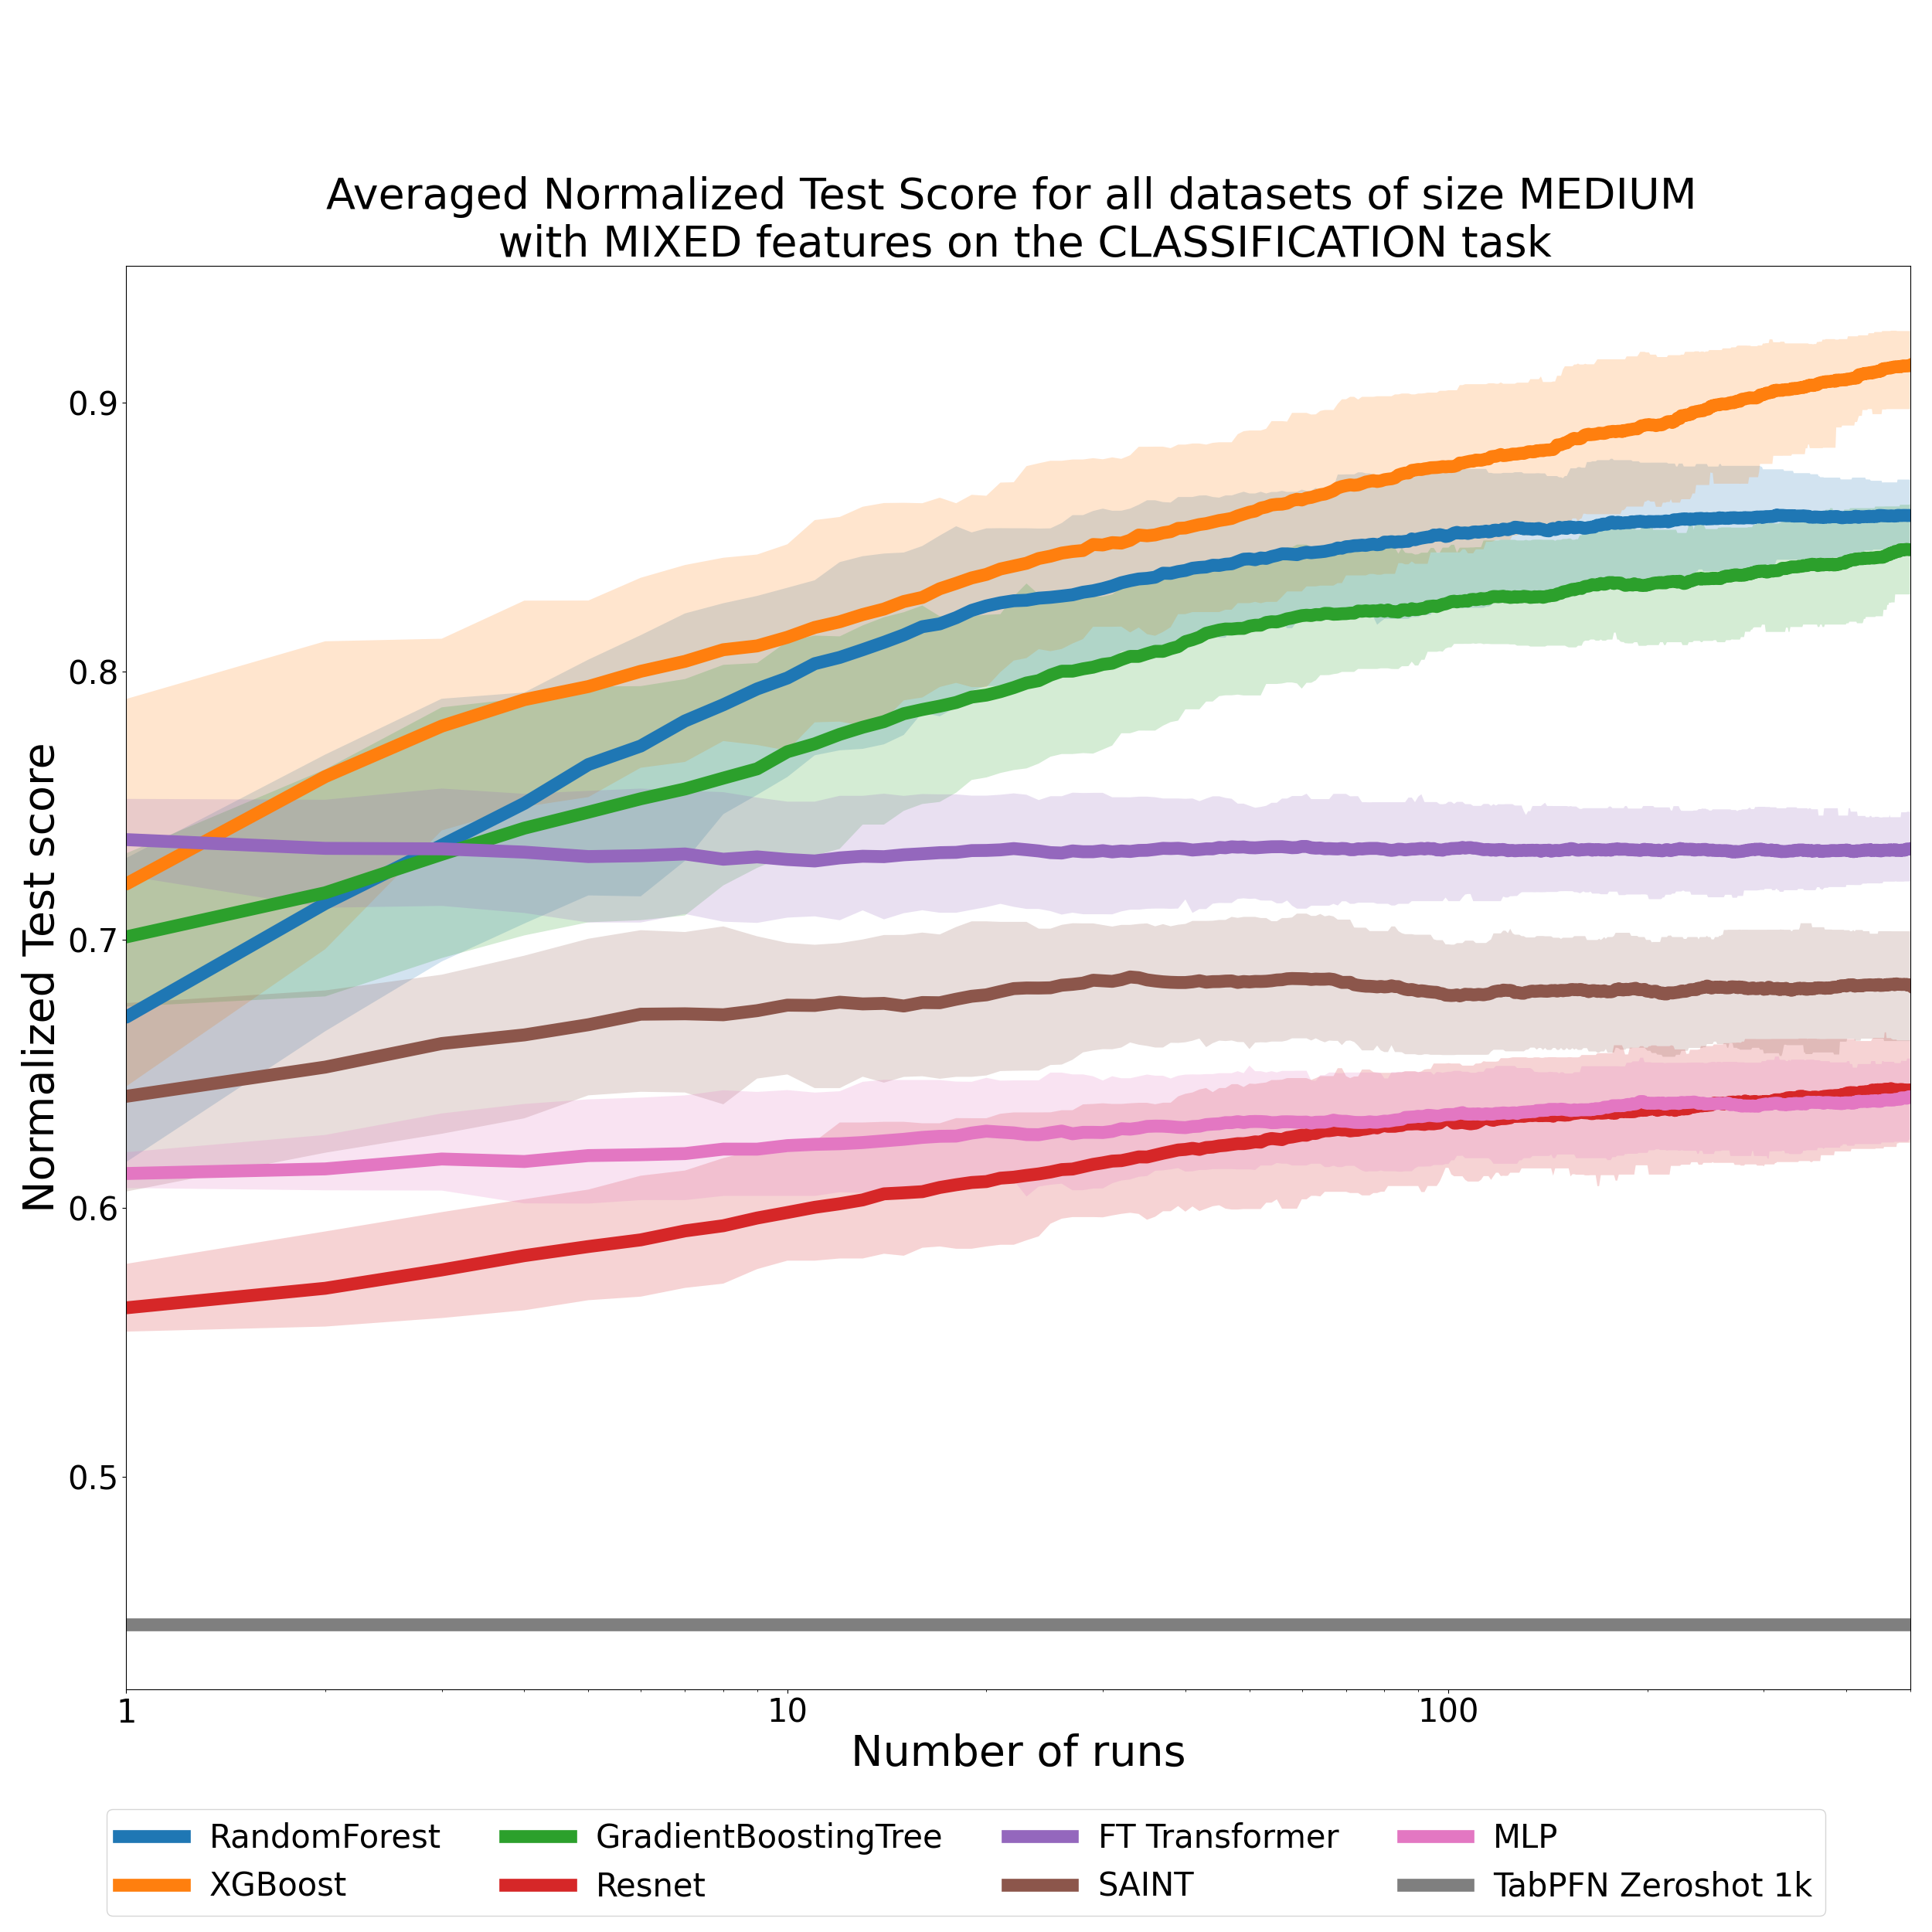 Averaged Normalized Test Score for all datasets of size MEDIUM
with MIXED features on the CLASSIFICATION task
Normalized Test score
0.9
0.8
0.7
0.6
0.5
1
10
100
Number of runs
RandomForest
XGBoost
GradientBoostingTree
Resnet
FT Transformer
SAINT
MLP
TabPFN Zeroshot 1k